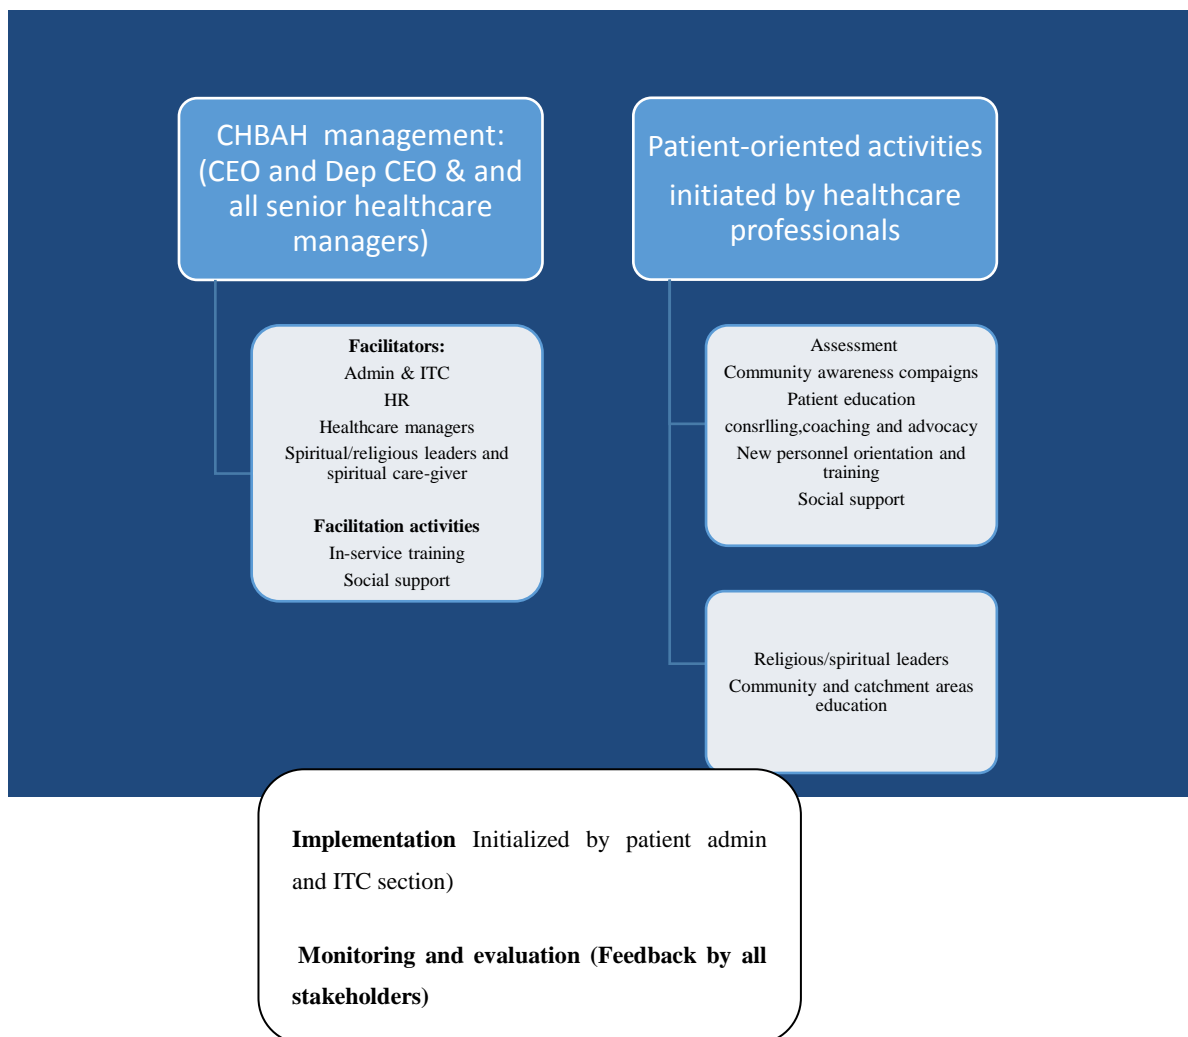 CHBAH management:
(CEO and Dep CEO & and
all senior healthcare
managers)
Facilitators:
Admin & ITC
HR
Healthcare managers
Spiritual/religious leaders and
spiritual care-giver
Facilitation activities
In-service training
Social support
Patient-oriented activities
initiated by healthcare
professionals
Assessment
Community awareness compaigns
Patient education
consrlling,coaching and advocacy
New personnel orientation and
training
Social support
Religious/spiritual leaders
Community and catchment areas
education
Implementation Initialized by patient admin
and ITC section)
Monitoring and evaluation (Feedback by all
stakeholders)